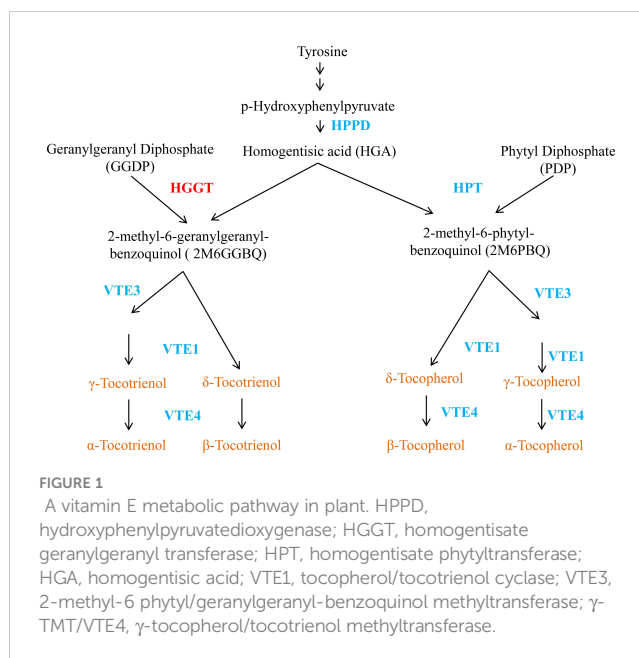 Tyrosine
p-Hydroxyphenylpyruvate
HPPD
Geranylgeranyl Diphosphate
(GGDP)
Homogentisic acid (HGA)
Phytyl Diphosphate
(PDP)
HGGT
HPT
2-methyl-6-geranylgeranyl-
benzoquinol ( 2M6GGBQ)
2-methyl-6-phytyl-
benzoquinol (2M6PBQ)
VTE3
VTE3
VTE1
VTE1
VTE1
γ-Tocotrienol
δ-Tocotrienol
δ-Tocopherol
γ-Tocopherol
VTE4
VTE4
VTE4
α-Tocotrienol
β-Tocotrienol
β-Tocopherol
α-Tocopherol
FIGURE 1
A vitamin E metabolic pathway in plant. HPPD,
hydroxyphenylpyruvatedioxygenase; HGGT, homogentisate
geranylgeranyl transferase; HPT, homogentisate phytyltransferase;
HGA, homogentisic acid; VTE1, tocopherol/tocotrienol cyclase; VTE3,
2-methyl-6 phytyl/geranylgeranyl-benzoquinol methyltransferase; γ-
TMT/VTE4, γ-tocopherol/tocotrienol methyltransferase.